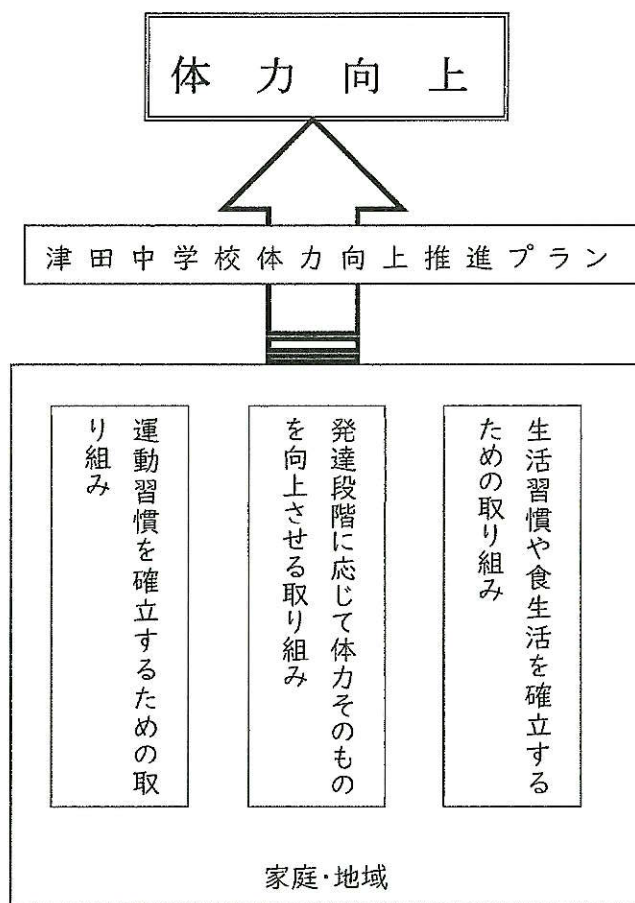 体力向上
津田中学校体力向上推進プラン
生活習慣や食生活を確立する
ための取り組み
発達段階に応じて体力そのもの
を向上させる取り組み
運動習慣を確立するための取
り組み
家庭・地域